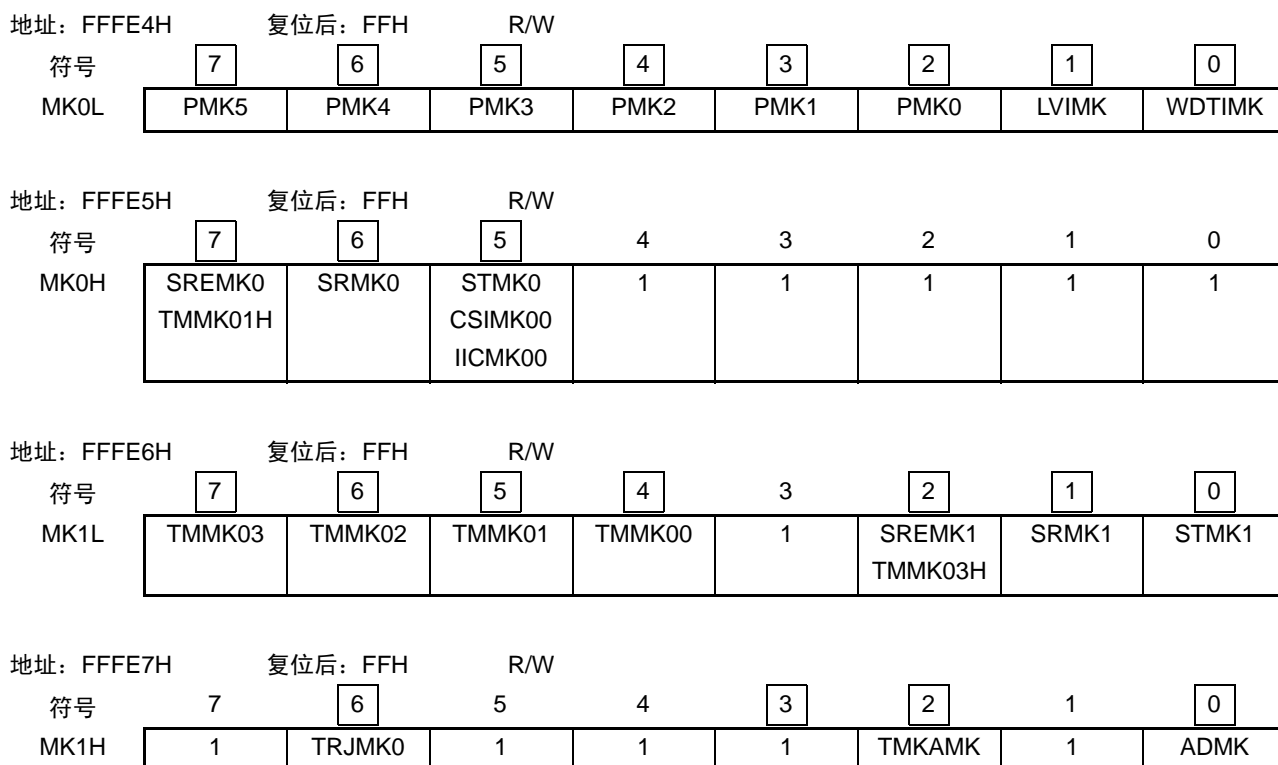 地址：FFFE4H 复位后：FFH R/W
符号 7 6 5 4 3 2 1 0
MK0L PMK5 PMK4 PMK3 PMK2 PMK1 PMK0 LVIMK WDTIMK
地址：FFFE5H 复位后：FFH R/W
符号 7 6 5 4 3 2 1 0
MK0H SREMK0 SRMK0 STMK0 1 1 1 1 1
TMMK01H CSIMK00
IICMK00
地址：FFFE6H 复位后：FFH R/W
符号 7 6 5 4 3 2 1 0
MK1L TMMK03 TMMK02 TMMK01 TMMK00 1 SREMK1 SRMK1 STMK1
TMMK03H
地址：FFFE7H 复位后：FFH R/W
符号 7 6 5 4 3 2 1 0
MK1H 1 TRJMK0 1 1 1 TMKAMK 1 ADMK